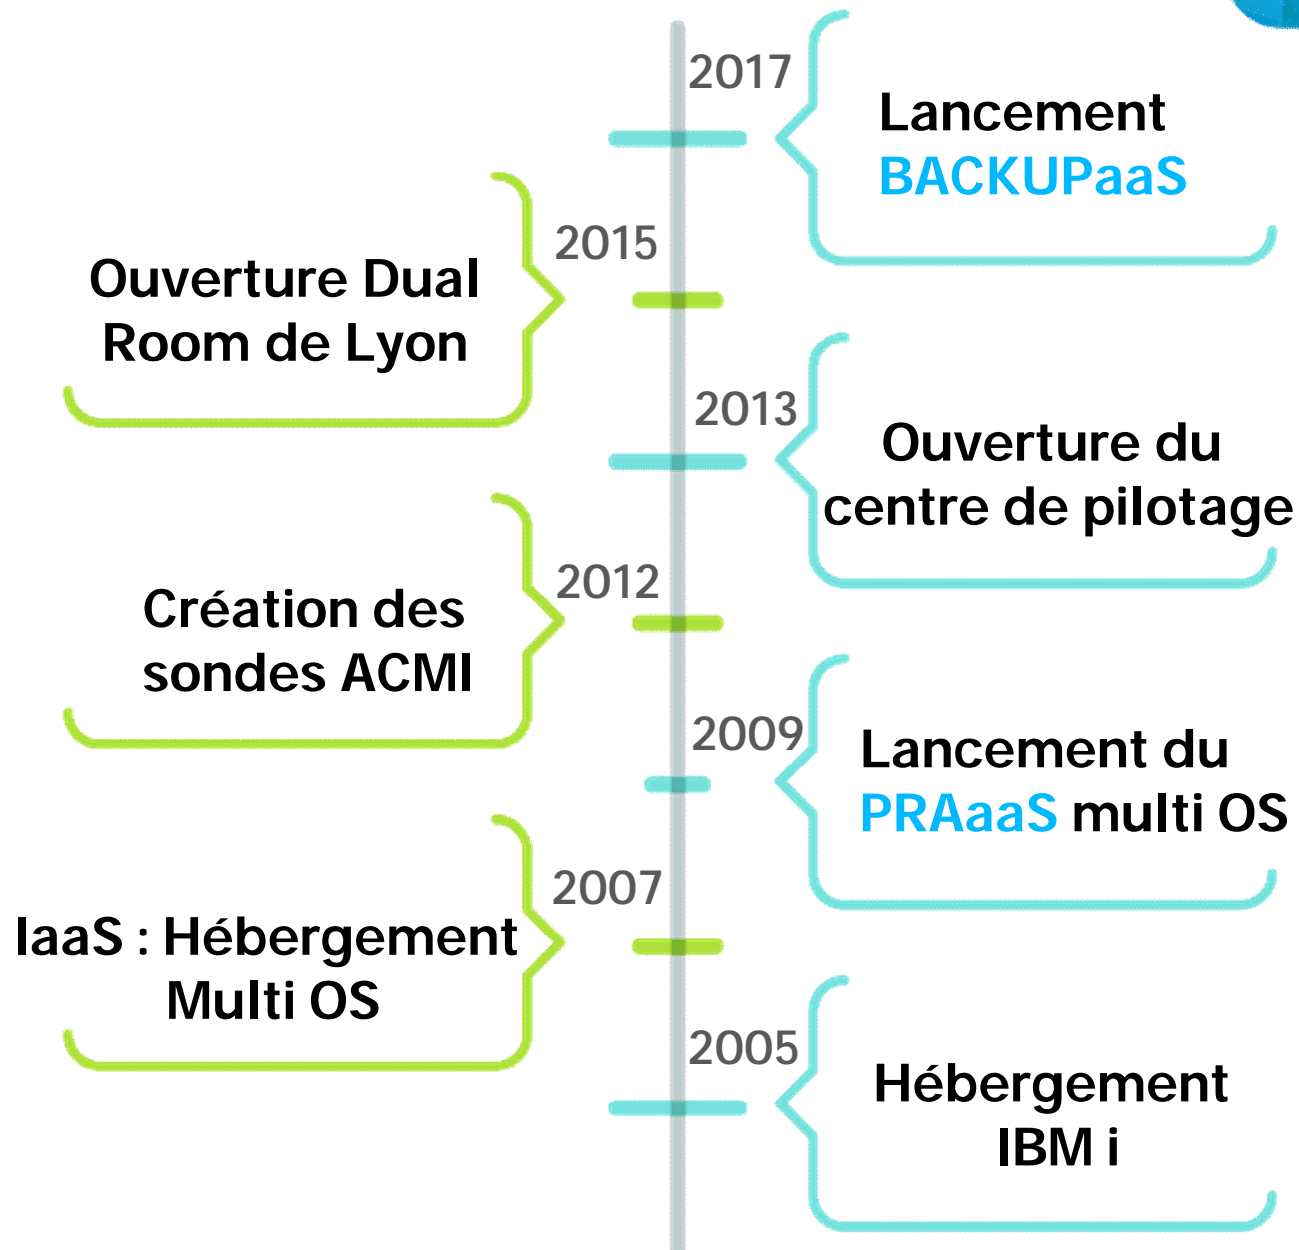 2017
Lancement
BACKUPaaS
2015
Ouverture Dual
Room de Lyon
2013
Ouverture du
centre de pilotage
2012
Création des
sondes ACMI
2009
Lancement du
PRAaaS multi OS
2007
IaaS : Hébergement
Multi OS
2005
Hébergement
IBM i